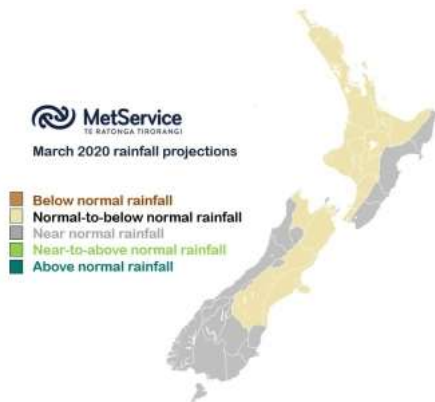 MetService
TE RATONGA TIRORANGI
March 2020 rainfall projections
Below normal rainfall
Normal-to-below normal rainfall
Near normal rainfall
Near-to-above normal rainfall
Above normal rainfall